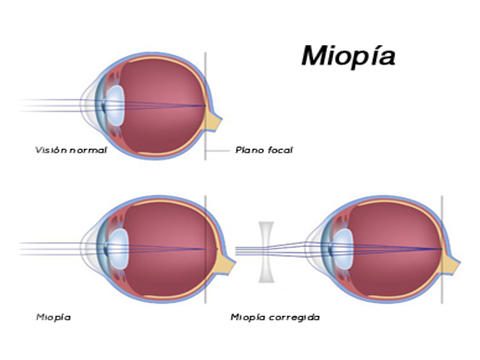 Miopía
Visión normal
Plano focal
Miopía
Miopía corregida